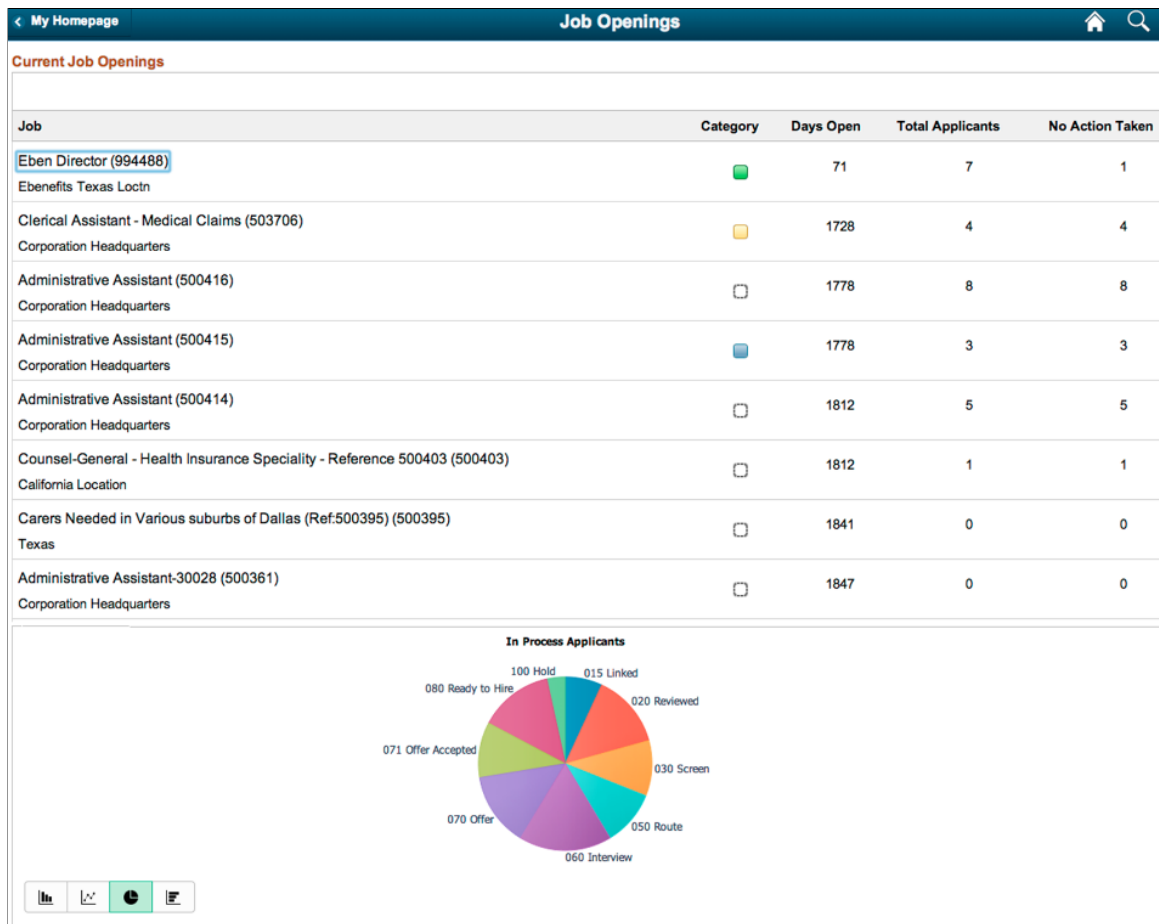 My Homepage
Job Openings
Current Job Openings
Job Category Days Open Total Applicants No Action Taken
Eben Director (994488) 71 7 1
Ebenefits Texas Loctn
Clerical Assistant - Medical Claims (503706) 1728 4 4
Corporation Headquarters
Administrative Assistant (500416) 1778 8 8
Corporation Headquarters
Administrative Assistant (500415) 1778 3 3
Corporation Headquarters
Administrative Assistant (500414) 1812 5 5
Corporation Headquarters
Counsel-General - Health Insurance Speciality - Reference 500403 (500403) 1812 1 1
California Location
Carers Needed in Various suburbs of Dallas (Ref:500395) (500395) 1841 0 0
Texas
Administrative Assistant-30028 (500361) 1847 0 0
Corporation Headquarters
In Process Applicants
100 Hold
015 Linked
080 Ready to Hire
020 Reviewed
071 Offer Accepted
030 Screen
070 Offer
050 Route
060 Interview